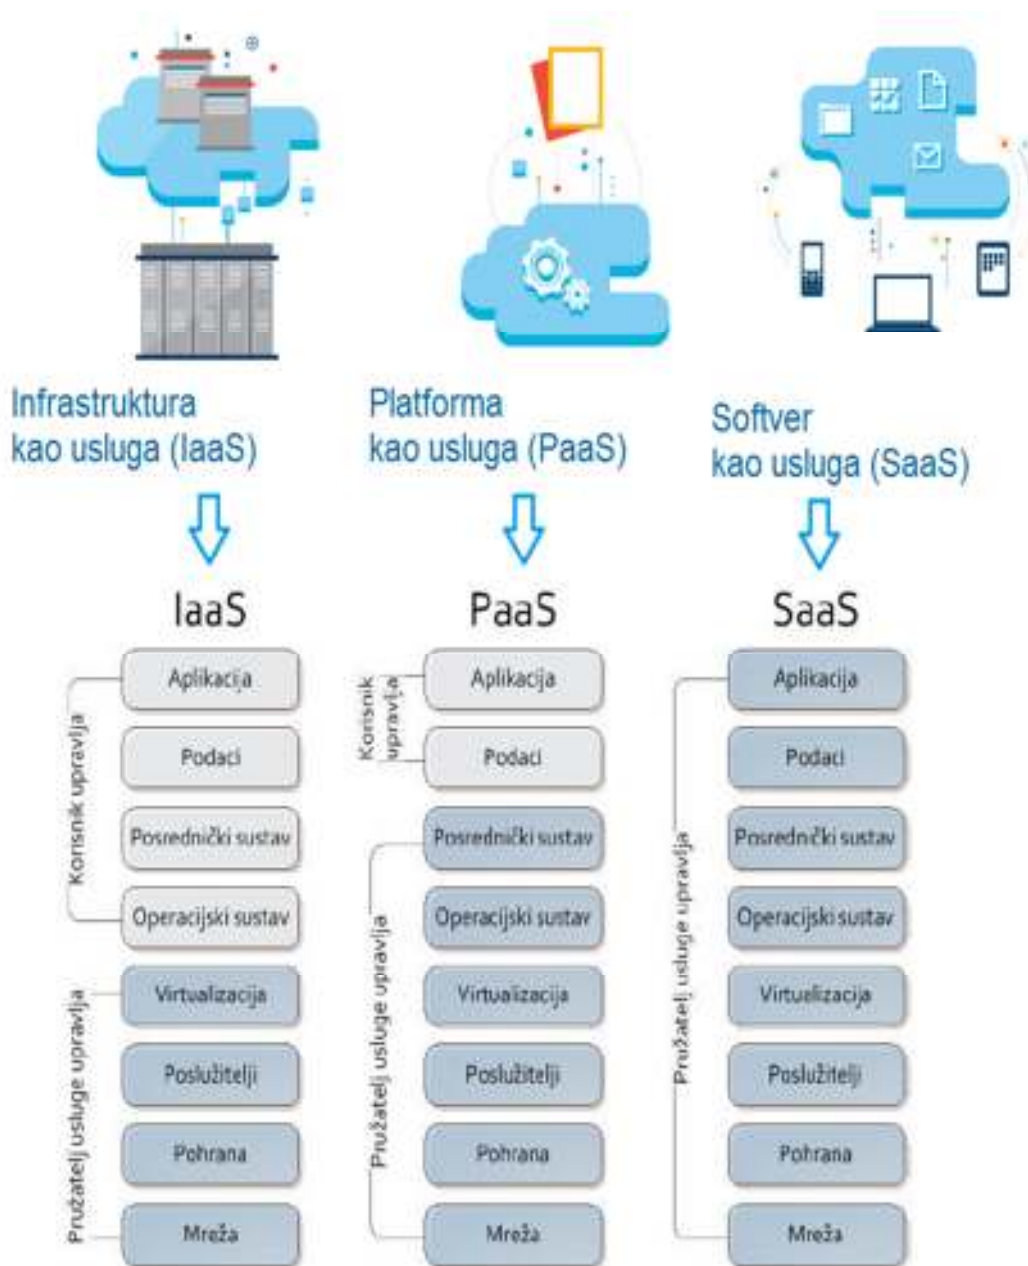 Infrastruktura
kao usluga (IaaS)
Platforma
kao usluga (PaaS)
Softver
kao usluga (SaaS)
IaaS
Korisnik upravlja
Aplikacija
Podaci
Posrednički sustav
Operacijski sustav
Pružatelj usluge upravlja
Virtualizacija
Poslužitelji
Pohrana
Mreža
PaaS
Korisnik
upravlja
Aplikacija
Podaci
Pružatelj usluge upravlja
Posrednički sustav
Operacijski sustav
Virtualizacija
Poslužitelji
Pohrana
Mreža
SaaS
Pružatelj usluge upravlja
Aplikacija
Podaci
Posrednički sustav
Operacijski sustav
Virtualizacija
Poslužitelji
Pohrana
Mreža